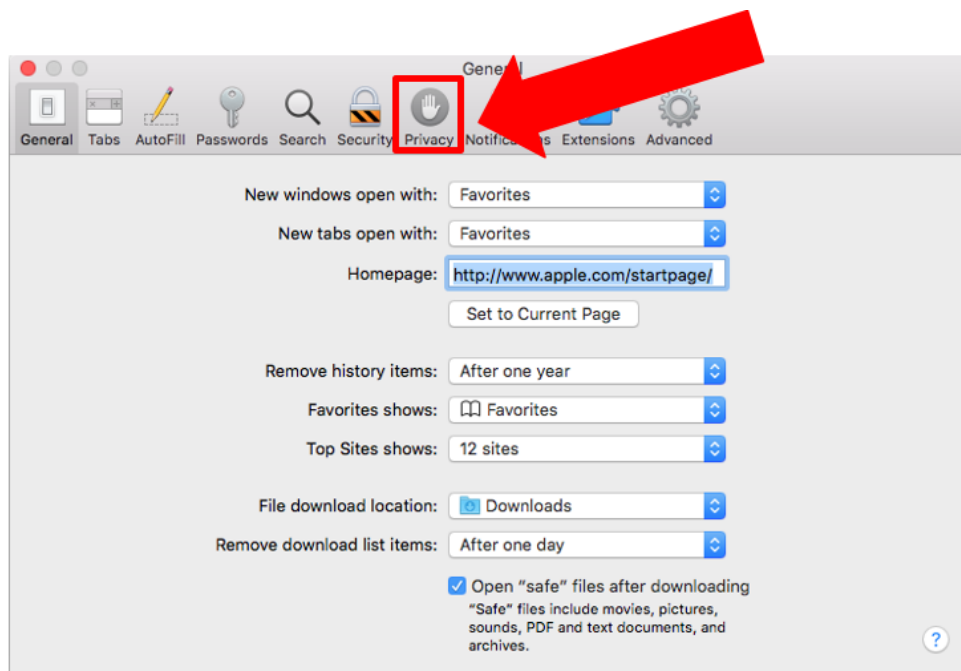 General
General Tabs AutoFill Passwords Search Security Privacy Notifications Extensions Advanced
New windows open with: Favorites
New tabs open with: Favorites
Homepage: http://www.apple.com/startpage/
Set to Current Page
Remove history items: After one year
Favorites shows: Favorites
Top Sites shows: 12 sites
File download location: Downloads
Remove download list items: After one day
Open “safe” files after downloading
“Safe” files include movies, pictures,
sounds, PDF and text documents, and
archives.
?